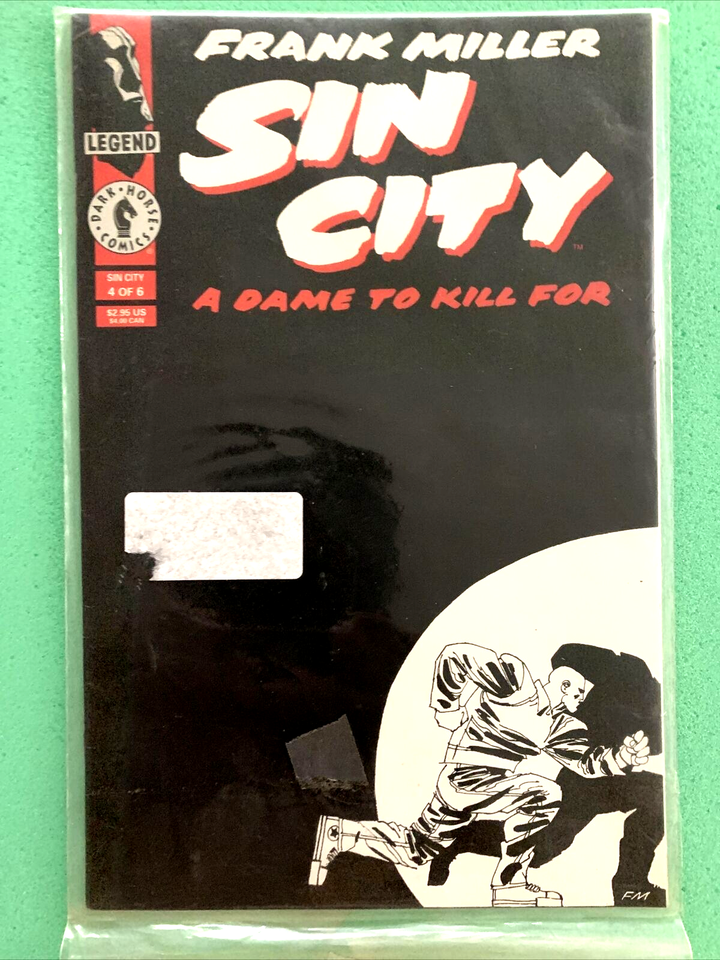 FRANK MILLER
SIN
CITY
™
A DAME TO KILL FOR
LEGEND
DARK • HORSE
COMICS
®
SIN CITY
4 OF 6
$2.95 US
$4.00 CAN
FM